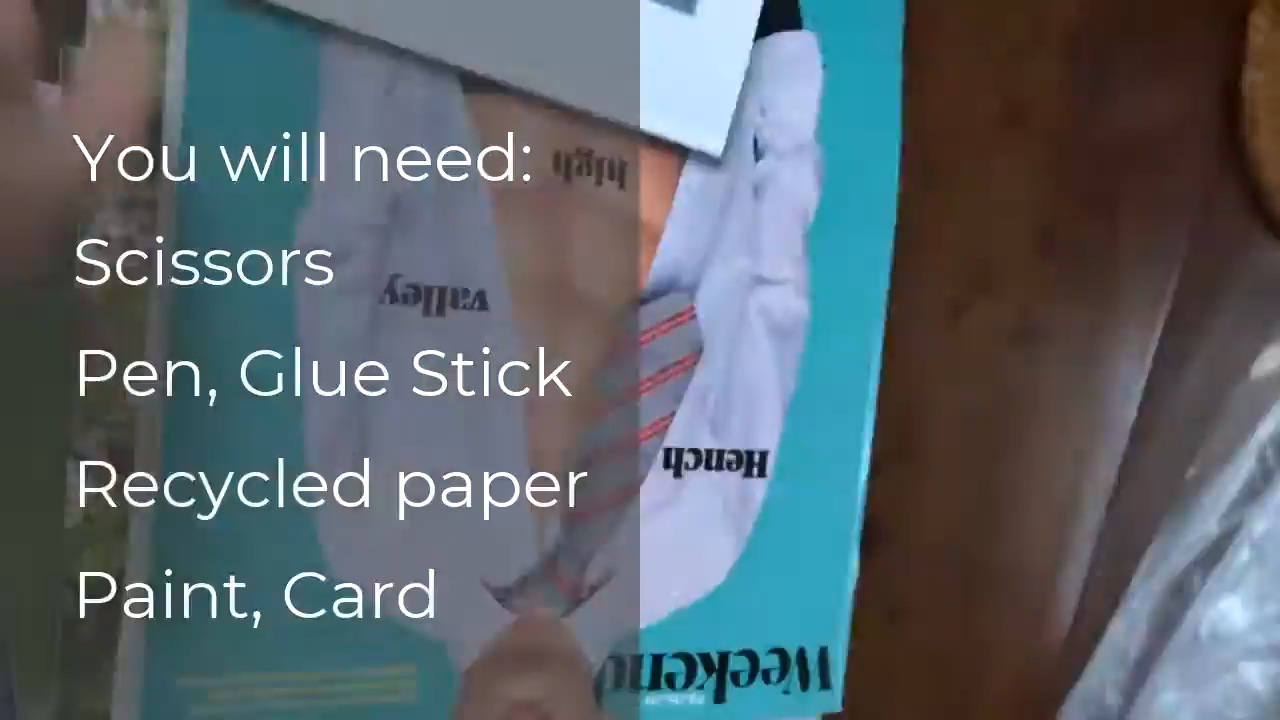 You will need:
Scissors
Pen, Glue Stick
Recycled paper
Paint, Card
high
valley
Hench
Weekend